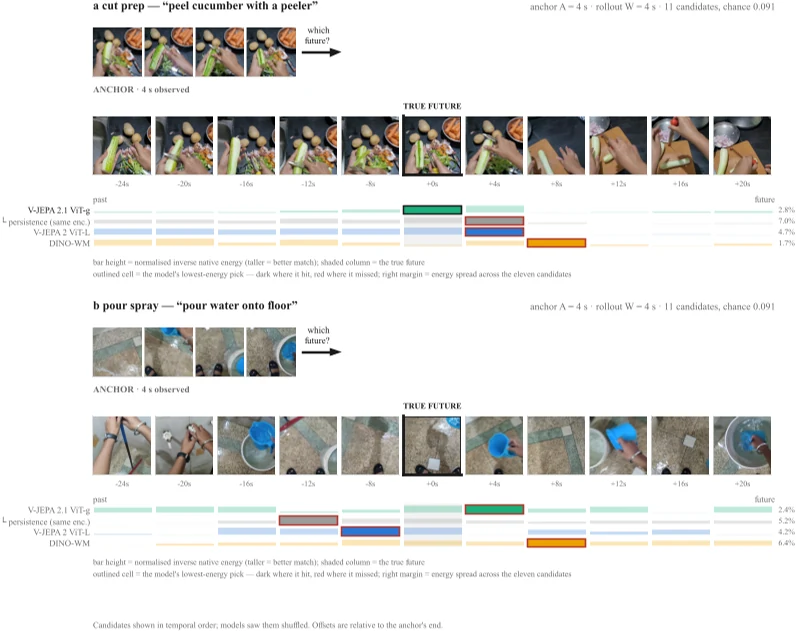 a cut prep — “peel cucumber with a peeler”
anchor A = 4 s · rollout W = 4 s · 11 candidates, chance 0.091
which
future?
ANCHOR · 4 s observed
TRUE FUTURE
-24s -20s -16s -12s -8s +0s +4s +8s +12s +16s +20s
past future
V-JEPA 2.1 ViT-g 2.8%
└ persistence (same enc.) 7.0%
V-JEPA 2 ViT-L 4.7%
DINO-WM 1.7%
bar height = normalised inverse native energy (taller = better match); shaded column = the true future
outlined cell = the model's lowest-energy pick — dark where it hit, red where it missed; right margin = energy spread across the eleven candidates
b pour spray — “pour water onto floor”
anchor A = 4 s · rollout W = 4 s · 11 candidates, chance 0.091
which
future?
ANCHOR · 4 s observed
TRUE FUTURE
-24s -20s -16s -12s -8s +0s +4s +8s +12s +16s +20s
past future
V-JEPA 2.1 ViT-g 2.4%
└ persistence (same enc.) 5.2%
V-JEPA 2 ViT-L 4.2%
DINO-WM 6.4%
bar height = normalised inverse native energy (taller = better match); shaded column = the true future
outlined cell = the model's lowest-energy pick — dark where it hit, red where it missed; right margin = energy spread across the eleven candidates
Candidates shown in temporal order; models saw them shuffled. Offsets are relative to the anchor's end.